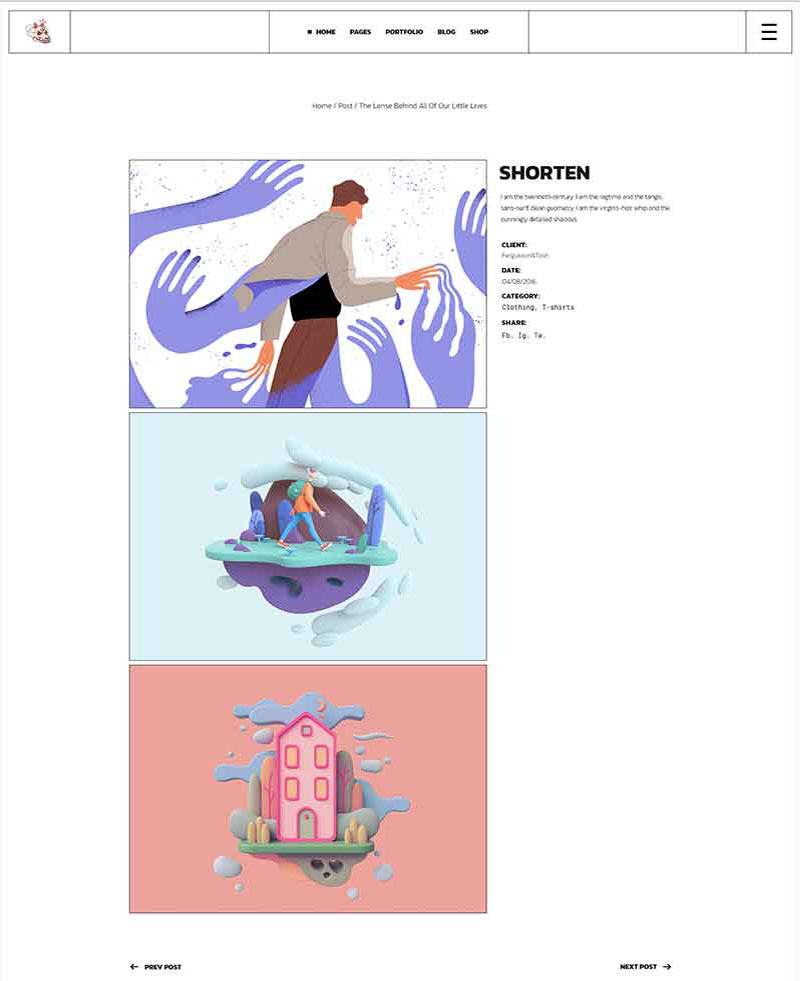 HOME PAGES PORTFOLIO BLOG SHOP
Home / Post / The Lense Behind All Of Our Little Lives
SHORTEN
I am the twentieth-century. I am the ragtime and the tango,
sans-serif, clean geometry. I am the virgins-hair whip and the
cunningly detailed shadows.
CLIENT:
Ferguson&Tosh
DATE:
04/08/2016
CATEGORY:
Clothing, T-shirts
SHARE:
Fb. Ig. Tw.
← PREV POST
NEXT POST →